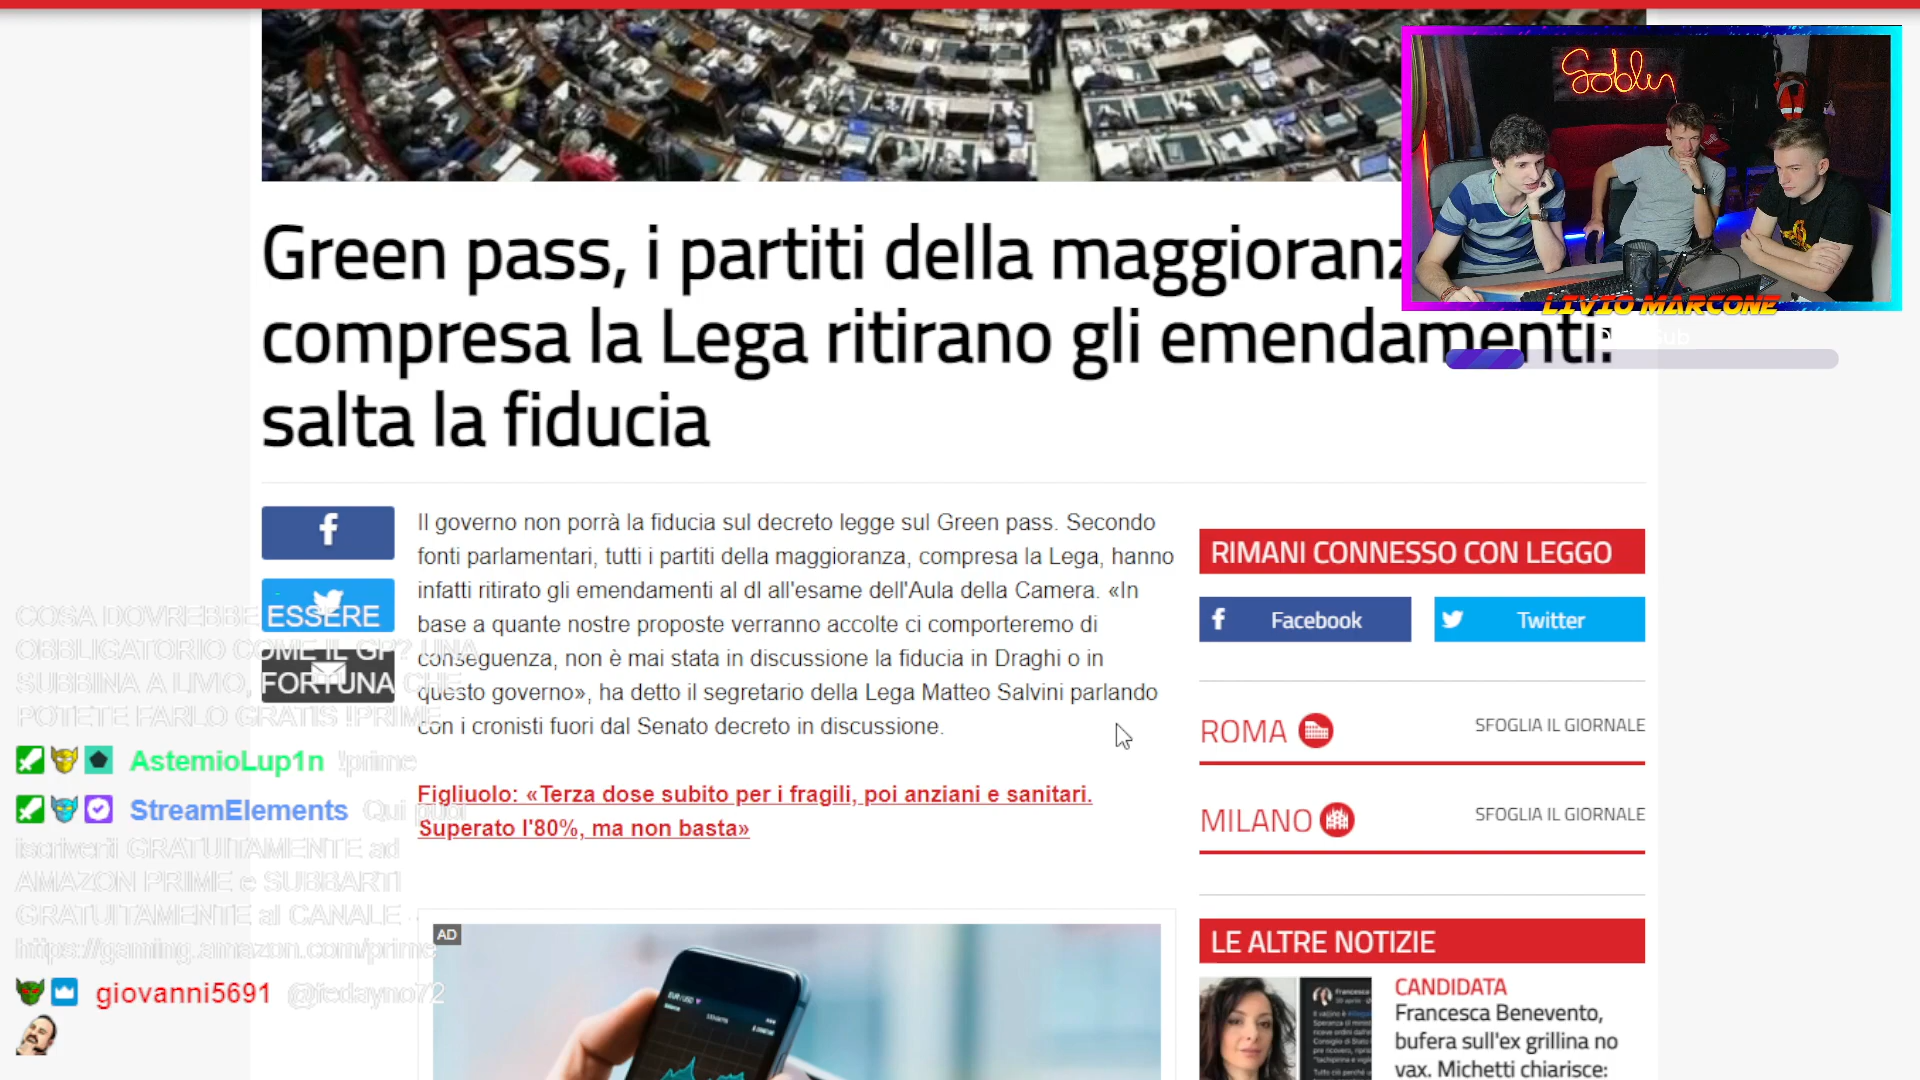 Goblin
LIVIO MARCONE
Green pass, i partiti della maggioranz
compresa la Lega ritirano gli emendamenti:
salta la fiducia
Sub
Il governo non porrà la fiducia sul decreto legge sul Green pass. Secondo
fonti parlamentari, tutti i partiti della maggioranza, compresa la Lega, hanno
infatti ritirato gli emendamenti al dl all'esame dell'Aula della Camera. «In
base a quante nostre proposte verranno accolte ci comporteremo di
conseguenza, non è mai stata in discussione la fiducia in Draghi o in
questo governo», ha detto il segretario della Lega Matteo Salvini parlando
con i cronisti fuori dal Senato decreto in discussione.
Figliuolo: «Terza dose subito per i fragili, poi anziani e sanitari.
Superato l'80%, ma non basta»
AD
EUR/USD
RIMANI CONNESSO CON LEGGO
Facebook
Twitter
ROMA
SFOGLIA IL GIORNALE
MILANO
SFOGLIA IL GIORNALE
LE ALTRE NOTIZIE
CANDIDATA
Francesca Benevento,
bufera sull'ex grillina no
vax. Michetti chiarisce:
COSA DOVREBBE ESSERE
OBBLIGATORIO COME IL GP? UNA
SUBBINA A LIVIO, FORTUNA CHE
POTETE FARLO GRATIS !PRIME
AstemioLup1n !prime
StreamElements Qui puoi
iscriverti GRATUITAMENTE ad
AMAZON PRIME e SUBBARTI
GRATUITAMENTE al CANALE -
https://gaming.amazon.com/prime
giovanni5691 @fedayno72